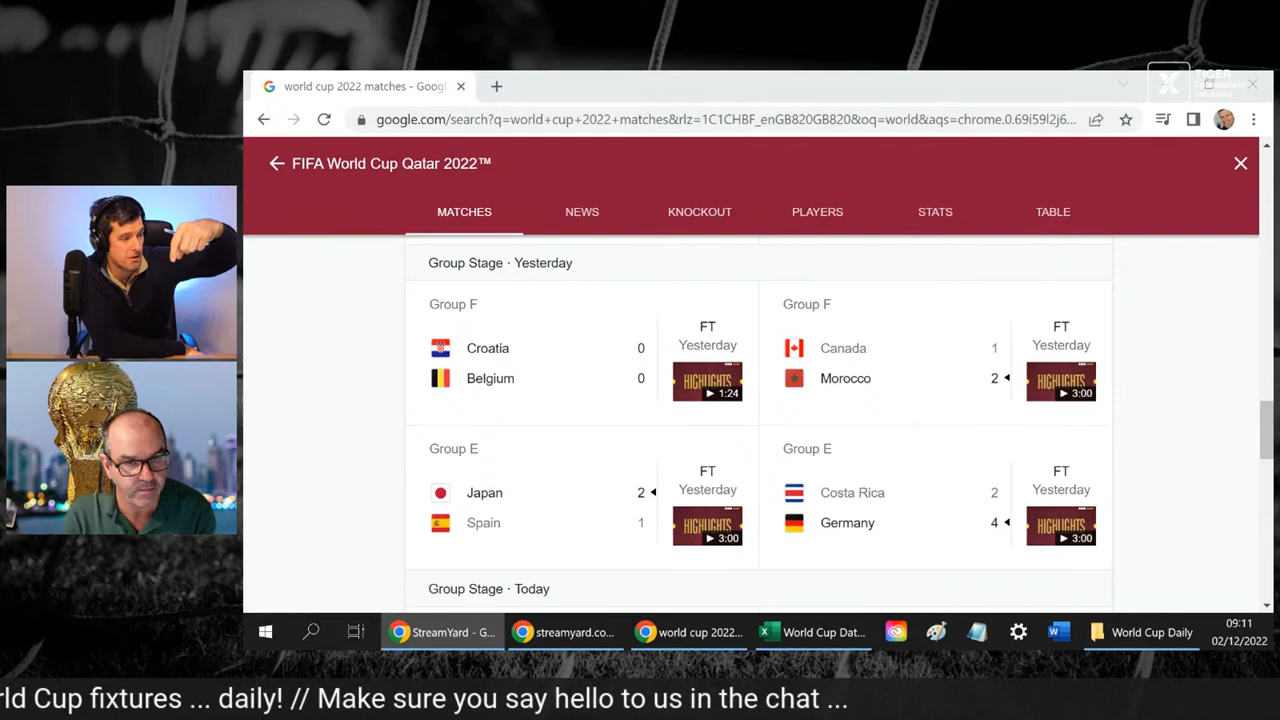 world cup 2022 matches - Googl
TIGER
google.com/search?q=world+cup+2022+matches&rlz=1C1CHBF_enGB820GB820&oq=world&aqs=chrome.0.69i59l2j6...
FIFA World Cup Qatar 2022™
MATCHES NEWS KNOCKOUT PLAYERS STATS TABLE
Group Stage · Yesterday
Group F
Croatia 0
Belgium 0
FT
Yesterday
HIGHLIGHTS
1:24
Group F
Canada 1
Morocco 2
FT
Yesterday
HIGHLIGHTS
3:00
Group E
Japan 2
Spain 1
FT
Yesterday
HIGHLIGHTS
3:00
Group E
Costa Rica 2
Germany 4
FT
Yesterday
HIGHLIGHTS
3:00
Group Stage · Today
StreamYard - G... streamyard.co... world cup 2022... World Cup Dat... World Cup Daily
09:11
02/12/2022
rld Cup fixtures ... daily! // Make sure you say hello to us in the chat ...